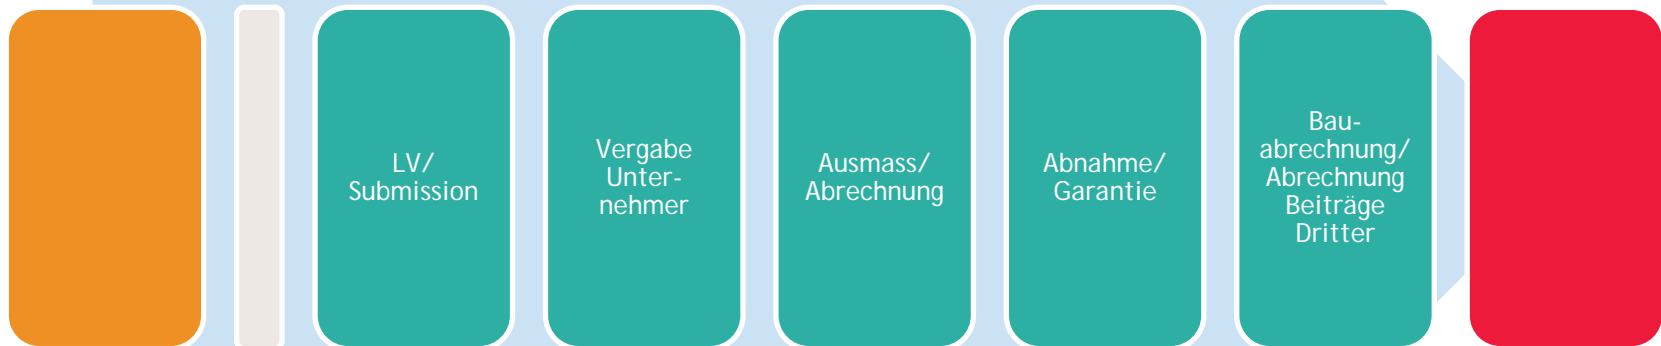 LV/
Submission
Vergabe
Unter-
nehmer
Ausmass/
Abrechnung
Abnahme/
Garantie
Bau-
abrechnung/
Abrechnung
Beiträge
Dritter